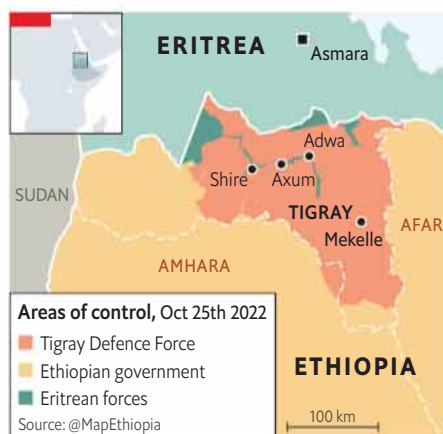 ERITREA
Asmara
Adwa
Shire
Axum
SUDAN
TIGRAY
Mekelle
AFAR
AMHARA
Areas of control, Oct 25th 2022
Tigray Defence Force
Ethiopian government
Eritrean forces
Source: @MapEthiopia
ETHIOPIA
100 km